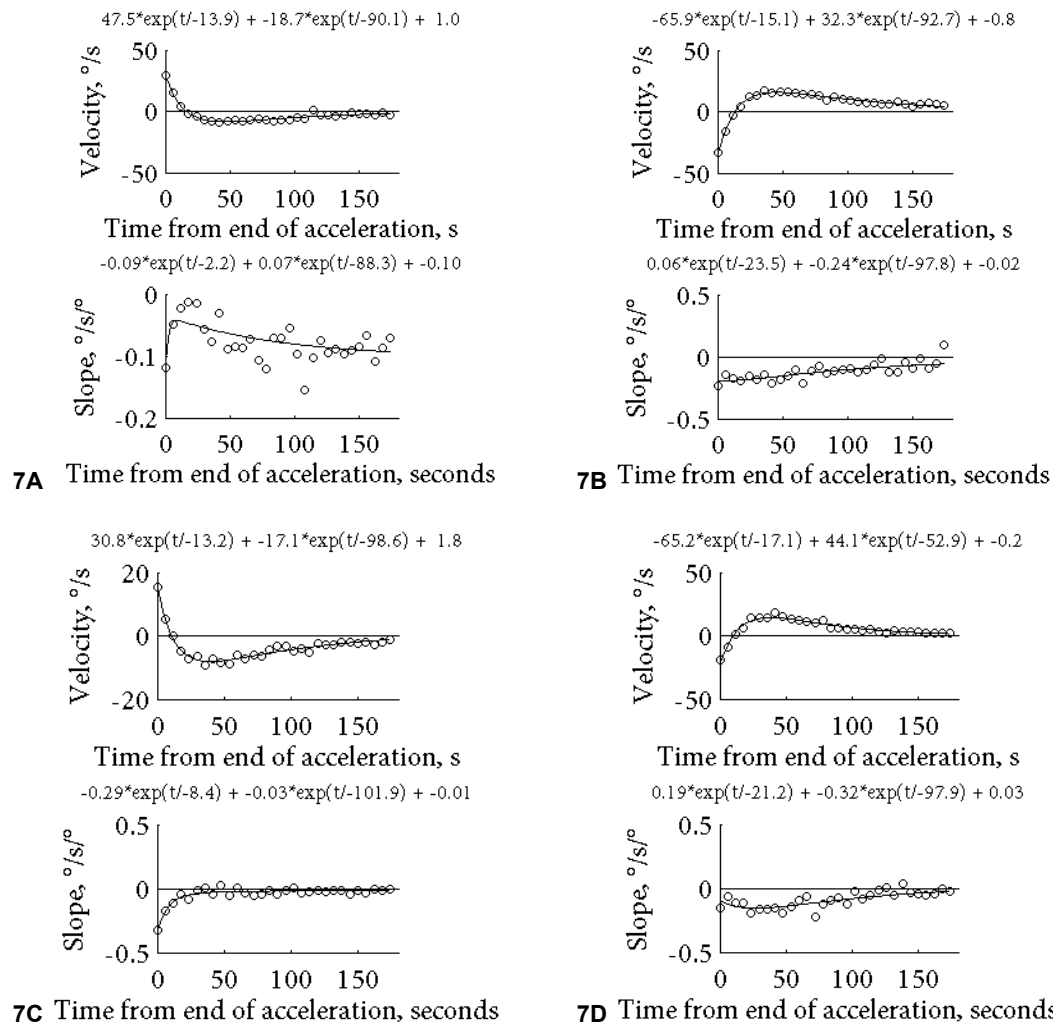 47.5*exp(t/-13.9) + -18.7*exp(t/-90.1) + 1.0
50
0
-50
Velocity, °/s
0 50 100 150
Time from end of acceleration, s
-0.09*exp(t/-2.2) + 0.07*exp(t/-88.3) + -0.10
0
-0.1
-0.2
Slope, °/s/°
0 50 100 150
7A Time from end of acceleration, seconds
-65.9*exp(t/-15.1) + 32.3*exp(t/-92.7) + -0.8
50
0
-50
Velocity, °/s
0 50 100 150
Time from end of acceleration, s
0.06*exp(t/-23.5) + -0.24*exp(t/-97.8) + -0.02
0.5
0
-0.5
Slope, °/s/°
0 50 100 150
7B Time from end of acceleration, seconds
30.8*exp(t/-13.2) + -17.1*exp(t/-98.6) + 1.8
20
0
-20
Velocity, °/s
0 50 100 150
Time from end of acceleration, s
-0.29*exp(t/-8.4) + -0.03*exp(t/-101.9) + -0.01
0.5
0
-0.5
Slope, °/s/°
0 50 100 150
7C Time from end of acceleration, seconds
-65.2*exp(t/-17.1) + 44.1*exp(t/-52.9) + -0.2
50
0
-50
Velocity, °/s
0 50 100 150
Time from end of acceleration, s
0.19*exp(t/-21.2) + -0.32*exp(t/-97.9) + 0.03
0.5
0
-0.5
Slope, °/s/°
0 50 100 150
7D Time from end of acceleration, seconds